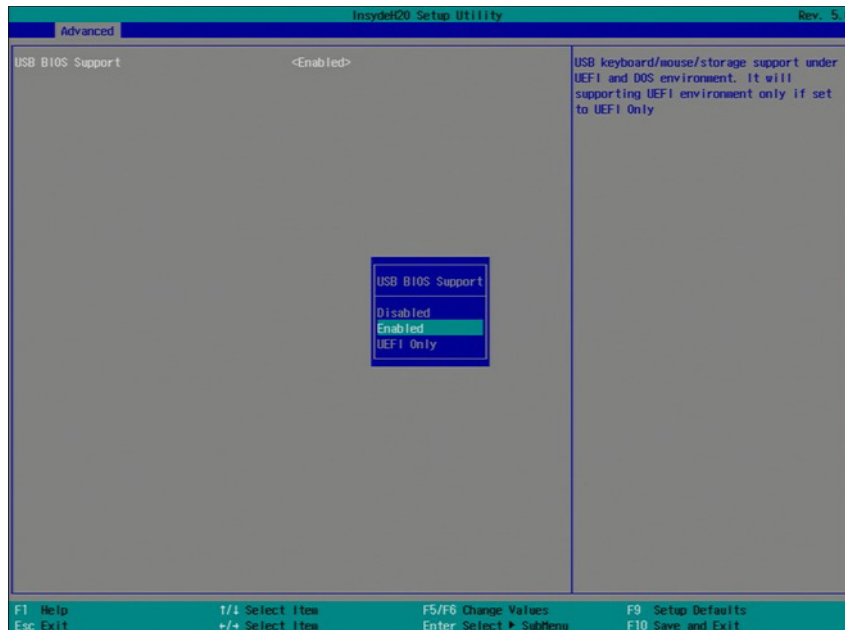 InsydeH20 Setup Utility
Rev. 5.
Advanced
USB BIOS Support <Enabled>
USB keyboard/mouse/storage support under
UEFI and DOS environment. It will
supporting UEFI environment only if set
to UEFI Only
USB BIOS Support
Disabled
Enabled
UEFI Only
F1 Help ↑/↓ Select Item F5/F6 Change Values F9 Setup Defaults
Esc Exit ←/→ Select Item Enter Select ▶ SubMenu F10 Save and Exit